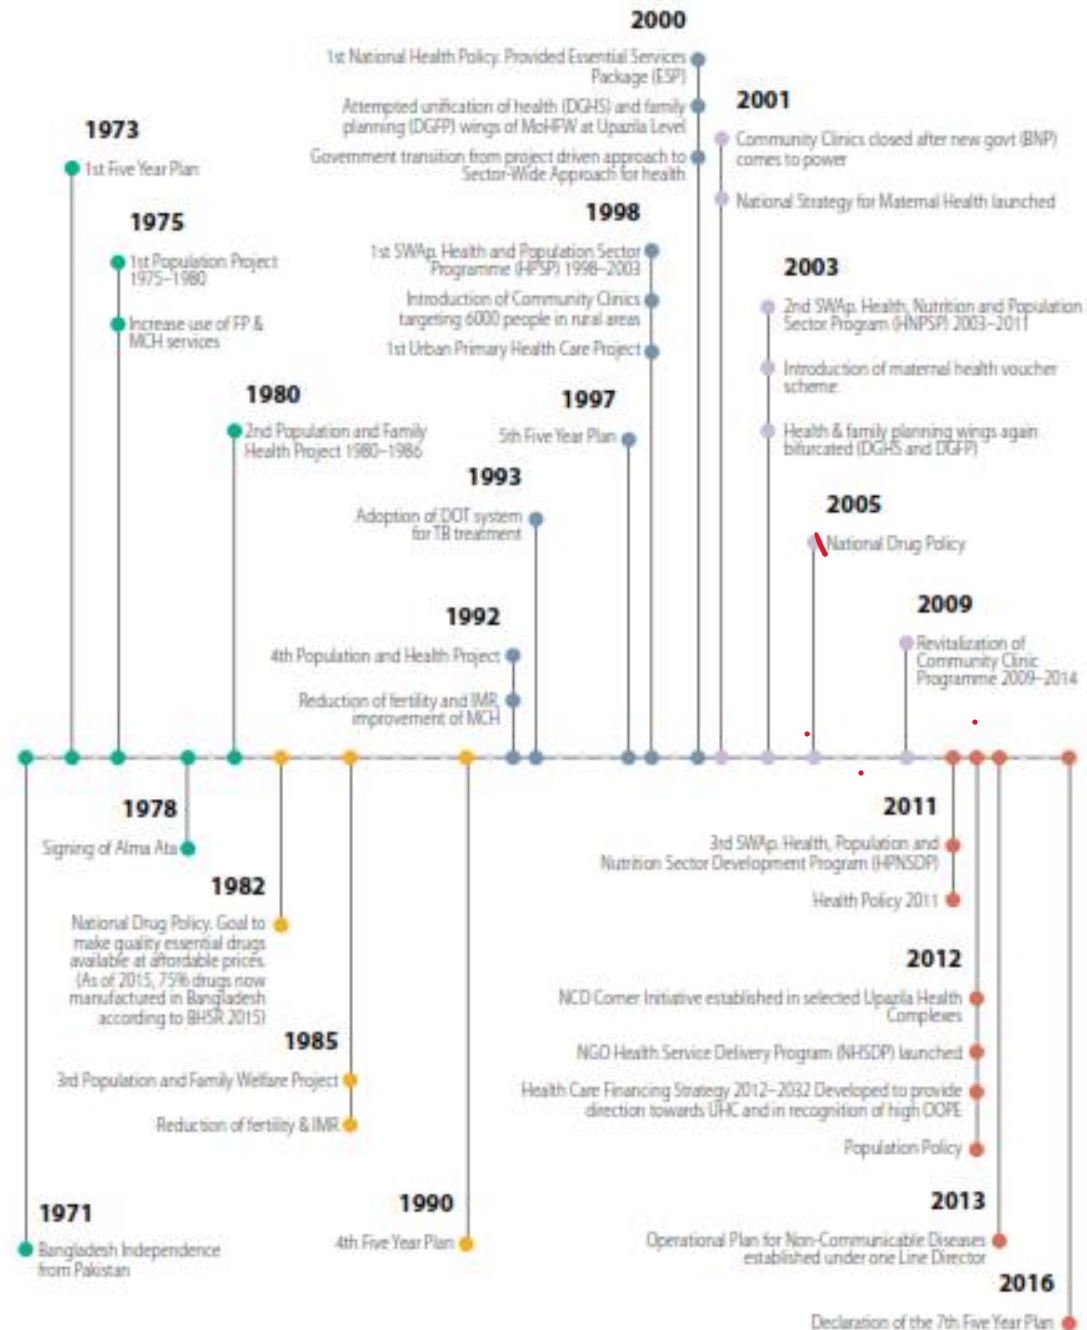 2000
1st National Health Policy. Provided Essential Services
Package (ESP)
Attempted unification of health (DGHS) and family
planning (DGFP) wings of MoHFW at Upazila Level
Government transition from project driven approach to
Sector-Wide Approach for health
2001
Community Clinics closed after new govt (BNP)
comes to power
National Strategy for Maternal Health launched
1973
1st Five Year Plan
1975
1st Population Project
1975–1980
Increase use of FP &
MCH services
1998
1st SWAp. Health and Population Sector
Programme (HPSP) 1998–2003
Introduction of Community Clinics
targeting 6000 people in rural areas
1st Urban Primary Health Care Project
2003
2nd SWAp. Health, Nutrition and Population
Sector Program (HNPSP) 2003–2011
Introduction of maternal health voucher
scheme
Health & family planning wings again
bifurcated (DGHS and DGFP)
1980
2nd Population and Family
Health Project 1980–1986
1997
5th Five Year Plan
1993
Adoption of DOT system
for TB treatment
2005
National Drug Policy
1992
4th Population and Health Project
Reduction of fertility and IMR,
improvement of MCH
2009
Revitalization of
Community Clinic
Programme 2009–2014
1978
Signing of Alma Ata
1982
National Drug Policy. Goal to
make quality essential drugs
available at affordable prices.
(As of 2015, 75% drugs now
manufactured in Bangladesh
according to BHSR 2015)
1985
3rd Population and Family Welfare Project
Reduction of fertility & IMR
1971
Bangladesh Independence
from Pakistan
1990
4th Five Year Plan
2011
3rd SWAp. Health, Population and
Nutrition Sector Development Program (HPNSDP)
Health Policy 2011
2012
NCD Corner Initiative established in selected Upazila Health
Complexes
NGO Health Service Delivery Program (NHSDP) launched
Health Care Financing Strategy 2012–2032 Developed to provide
direction towards UHC and in recognition of high OOPE
Population Policy
2013
Operational Plan for Non-Communicable Diseases
established under one Line Director
2016
Declaration of the 7th Five Year Plan